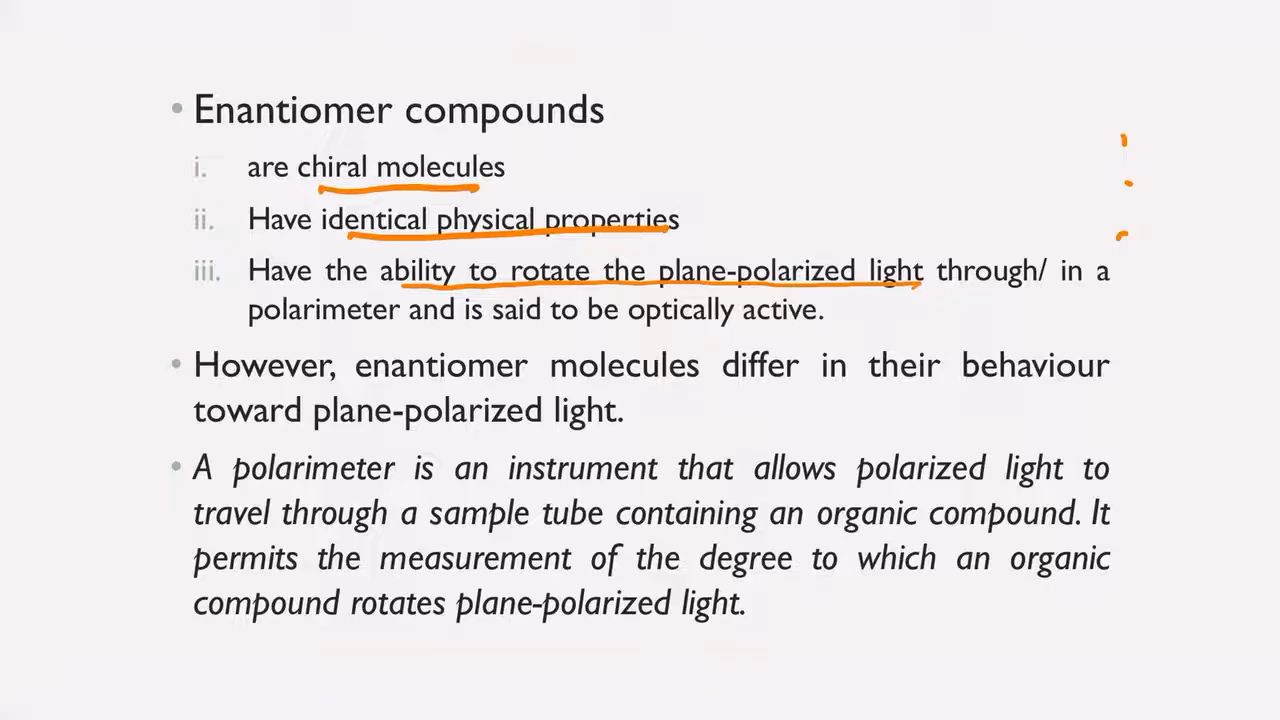 • Enantiomer compounds
i. are chiral molecules
ii. Have identical physical properties
iii. Have the ability to rotate the plane-polarized light through/ in a
polarimeter and is said to be optically active.
• However, enantiomer molecules differ in their behaviour
toward plane-polarized light.
• A polarimeter is an instrument that allows polarized light to
travel through a sample tube containing an organic compound. It
permits the measurement of the degree to which an organic
compound rotates plane-polarized light.